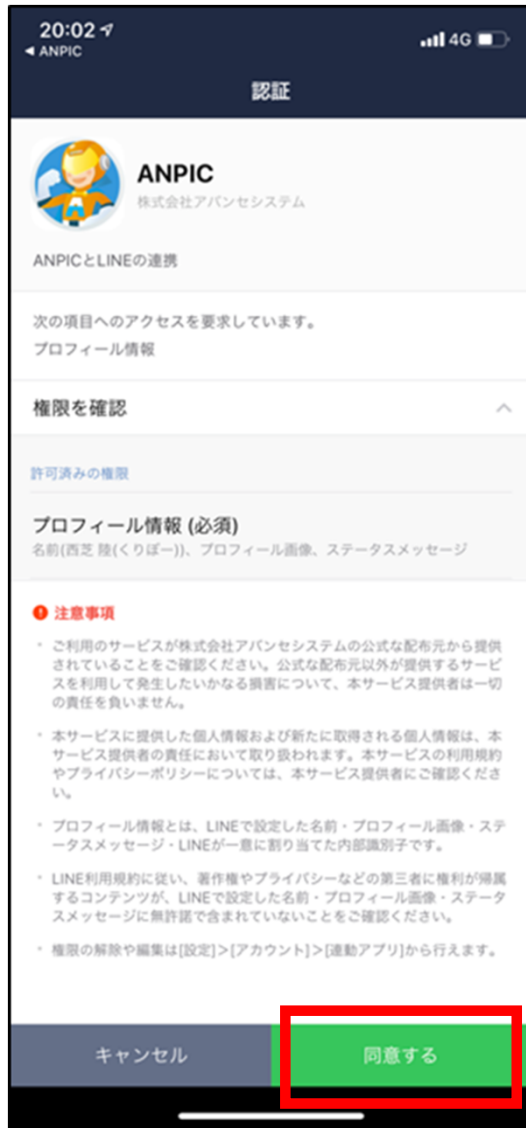 20:02
4G
◀ ANPIC
認証
ANPIC
株式会社アバンセシステム
ANPICとLINEの連携
次の項目へのアクセスを要求しています。
プロフィール情報
権限を確認
許可済みの権限
プロフィール情報 (必須)
名前(西芝 陸(くりぼー))、プロフィール画像、ステータスメッセージ
注意事項
・ ご利用のサービスが株式会社アバンセシステムの公式な配布元から提供
されていることをご確認ください。公式な配布元以外が提供するサービ
スを利用して発生したいかなる損害について、本サービス提供者は一切
の責任を負いません。
・ 本サービスに提供した個人情報および新たに取得される個人情報は、本
サービス提供者の責任において取り扱われます。本サービスの利用規約
やプライバシーポリシーについては、本サービス提供者にご確認くださ
い。
・ プロフィール情報とは、LINEで設定した名前・プロフィール画像・ステ
ータスメッセージ・LINEが一意に割り当てた内部識別子です。
・ LINE利用規約に従い、著作権やプライバシーなどの第三者に権利が帰属
するコンテンツが、LINEで設定した名前・プロフィール画像・ステータ
スメッセージに無許諾で含まれていないことをご確認ください。
・ 権限の解除や編集は[設定]>[アカウント]>[連動アプリ]から行えます。
キャンセル
同意する